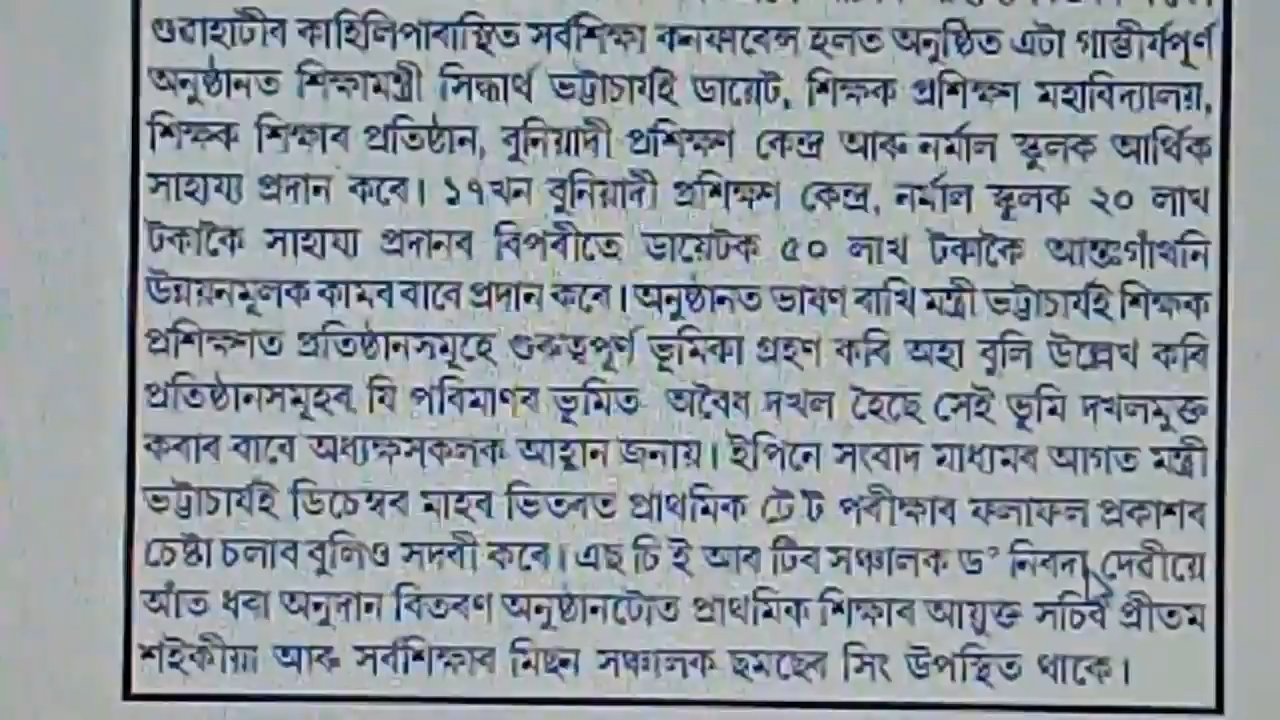 গুৱাহাটীৰ কাহিলিপাৰাস্থিত সৰ্বশিক্ষা কনফাৰেন্স হলত অনুষ্ঠিত এটা গাম্ভীৰ্যপূৰ্ণ
অনুষ্ঠানত শিক্ষামন্ত্ৰী সিদ্ধাৰ্থ ভট্টাচাৰ্যই ডায়েট, শিক্ষক প্ৰশিক্ষণ মহাবিদ্যালয়,
শিক্ষক শিক্ষাৰ প্ৰতিষ্ঠান, বুনিয়াদী প্ৰশিক্ষণ কেন্দ্ৰ আৰু নৰ্মাল স্কুলক আৰ্থিক
সাহায্য প্ৰদান কৰে। ১৭খন বুনিয়াদী প্ৰশিক্ষণ কেন্দ্ৰ, নৰ্মাল স্কুলক ২০ লাখ
টকাকৈ সাহায্য প্ৰদানৰ বিপৰীতে ডায়েটক ৫০ লাখ টকাকৈ আন্তঃগাঁথনি
উন্নয়নমূলক কামৰ বাবে প্ৰদান কৰে। অনুষ্ঠানত ভাষণ ৰাখি মন্ত্ৰী ভট্টাচাৰ্যই শিক্ষক
প্ৰশিক্ষণত প্ৰতিষ্ঠানসমূহে গুৰুত্বপূৰ্ণ ভূমিকা গ্ৰহণ কৰি অহা বুলি উল্লেখ কৰি
প্ৰতিষ্ঠানসমূহৰ যি পৰিমাণৰ ভূমিত অবৈধ দখল হৈছে সেই ভূমি দখলমুক্ত
কৰাৰ বাবে অধ্যক্ষসকলক আহ্বান জনায়। ইপিনে সংবাদ মাধ্যমৰ আগত মন্ত্ৰী
ভট্টাচাৰ্যই ডিচেম্বৰ মাহৰ ভিতৰত প্ৰাথমিক টেট পৰীক্ষাৰ ফলাফল প্ৰকাশৰ
চেষ্টা চলাব বুলিও সদৰী কৰে। এছ চি ই আৰ টিৰ সঞ্চালক ড° নিৰদা দেবীয়ে
আঁত ধৰা অনুদান বিতৰণ অনুষ্ঠানটোত প্ৰাথমিক শিক্ষাৰ আয়ুক্ত সচিব প্ৰীতম
শইকীয়া আৰু সৰ্বশিক্ষাৰ মিছন সঞ্চালক ছমছেৰ সিং উপস্থিত থাকে।